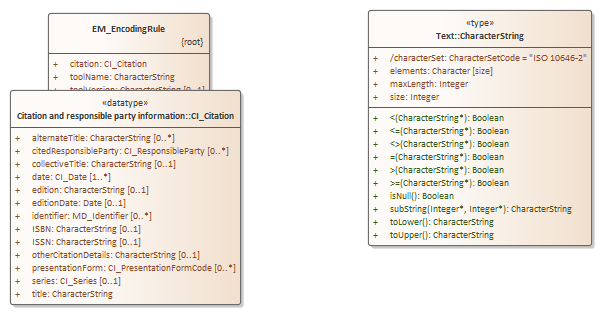 EM_EncodingRule
{root}
+ citation: CI_Citation
+ toolName: CharacterString
+ toolVersion: CharacterString [0..1]
«datatype»
Citation and responsible party information::CI_Citation
+ alternateTitle: CharacterString [0..*]
+ citedResponsibleParty: CI_ResponsibleParty [0..*]
+ collectiveTitle: CharacterString [0..1]
+ date: CI_Date [1..*]
+ edition: CharacterString [0..1]
+ editionDate: Date [0..1]
+ identifier: MD_Identifier [0..*]
+ ISBN: CharacterString [0..1]
+ ISSN: CharacterString [0..1]
+ otherCitationDetails: CharacterString [0..1]
+ presentationForm: CI_PresentationFormCode [0..*]
+ series: CI_Series [0..1]
+ title: CharacterString
«type»
Text::CharacterString
+ /characterSet: CharacterSetCode = "ISO 10646-2"
+ elements: Character [size]
+ maxLength: Integer
+ size: Integer
+ <(CharacterString*): Boolean
+ <=(CharacterString*): Boolean
+ <>(CharacterString*): Boolean
+ =(CharacterString*): Boolean
+ >(CharacterString*): Boolean
+ >=(CharacterString*): Boolean
+ isNull(): Boolean
+ subString(Integer*, Integer*): CharacterString
+ toLower(): CharacterString
+ toUpper(): CharacterString